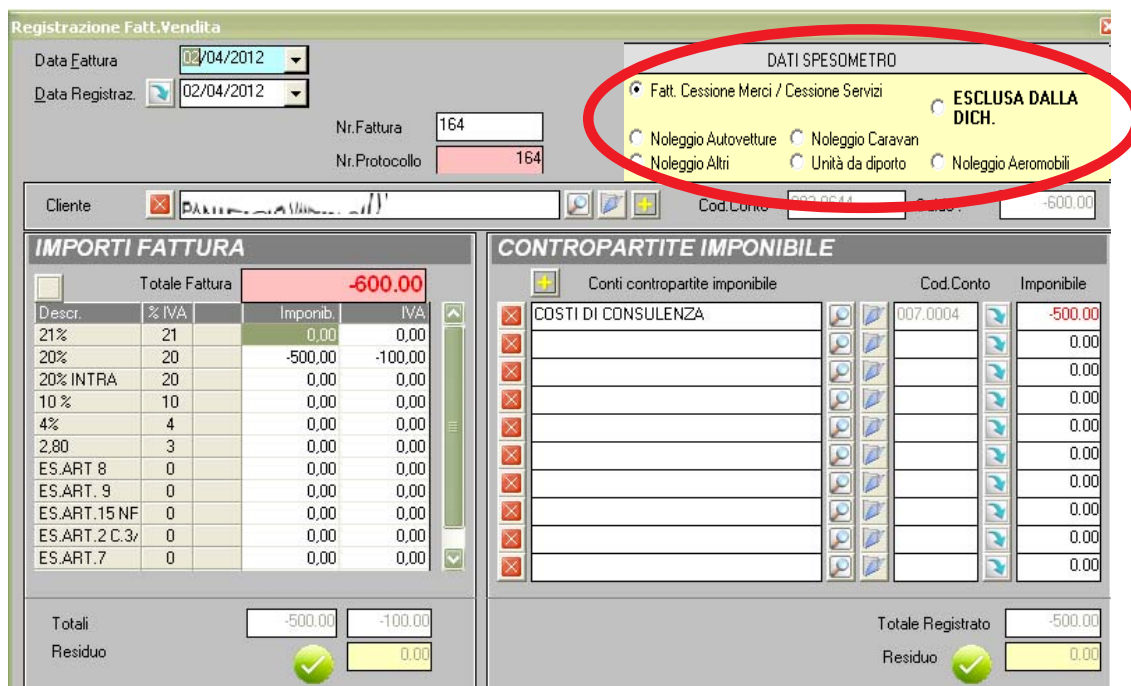 Registrazione Fatt.Vendita
Data Fattura 02/04/2012
Data Registraz. 02/04/2012
Nr.Fattura 164
Nr.Protocollo 164
DATI SPESOMETRO
Fatt. Cessione Merci / Cessione Servizi
ESCLUSA DALLA
DICH.
Noleggio Autovetture Noleggio Caravan
Noleggio Altri Unità da diporto Noleggio Aeromobili
Cliente Cod.Conto -600.00
IMPORTI FATTURA
Totale Fattura -600.00
Descr. % IVA Imponib. IVA
21% 21 0,00 0,00
20% 20 -500,00 -100,00
20% INTRA 20 0,00 0,00
10 % 10 0,00 0,00
4% 4 0,00 0,00
2,80 3 0,00 0,00
ES.ART 8 0 0,00 0,00
ES.ART. 9 0 0,00 0,00
ES.ART.15 NF 0 0,00 0,00
ES.ART.2 C.3/ 0 0,00 0,00
ES.ART.7 0 0,00 0,00
Totali -500.00 -100.00
Residuo 0.00
CONTROPARTITE IMPONIBILE
Conti contropartite imponibile Cod.Conto Imponibile
COSTI DI CONSULENZA 007.0004 -500.00
0.00
0.00
0.00
0.00
0.00
0.00
0.00
0.00
0.00
Totale Registrato -500.00
Residuo 0.00